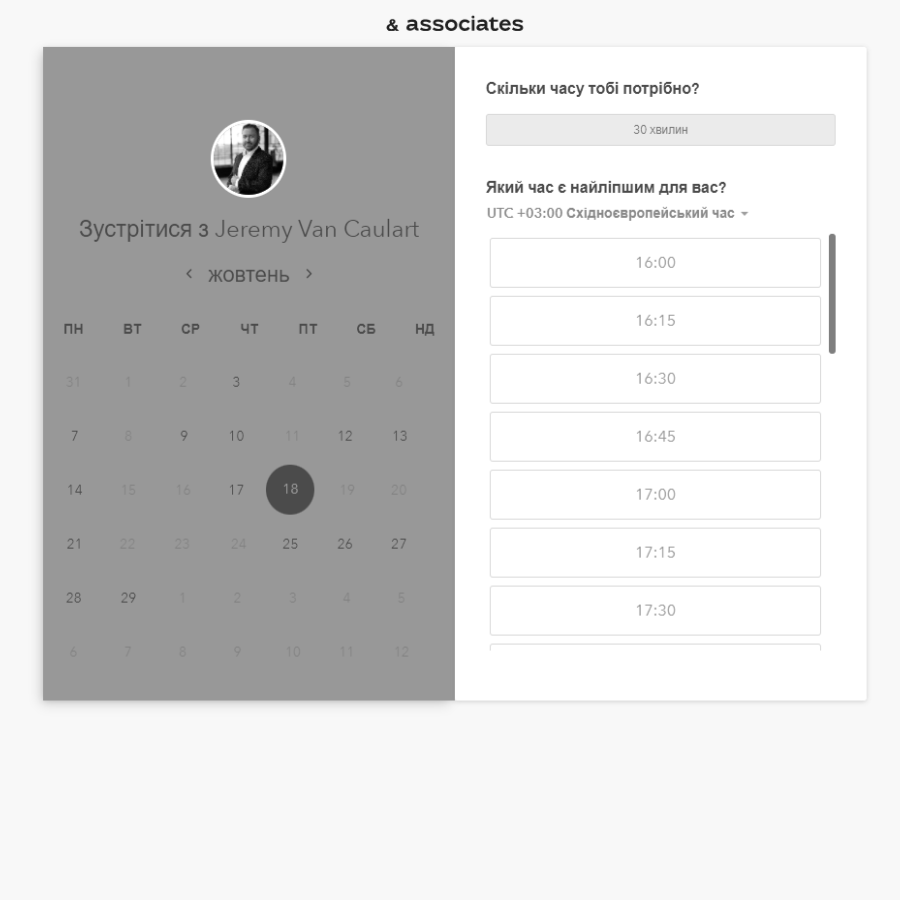 & associates
Зустрітися з Jeremy Van Caulart
жовтень
ПН ВТ СР ЧТ ПТ СБ НД
31 1 2 3 4 5 6
7 8 9 10 11 12 13
14 15 16 17 18 19 20
21 22 23 24 25 26 27
28 29 1 2 3 4 5
6 7 8 9 10 11 12
Скільки часу тобі потрібно?
30 хвилин
Який час є найліпшим для вас?
UTC +03:00 Східноєвропейський час
16:00
16:15
16:30
16:45
17:00
17:15
17:30